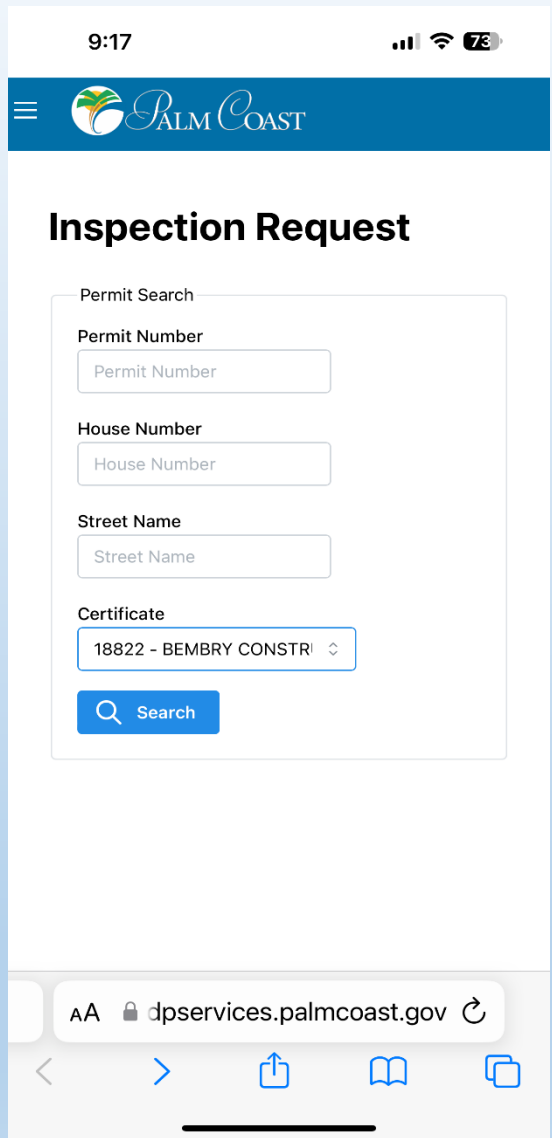 9:17
73
PALM COAST
Inspection Request
Permit Search
Permit Number
Permit Number
House Number
House Number
Street Name
Street Name
Certificate
18822 - BEMBRY CONSTR
Search
AA dpservices.palmcoast.gov